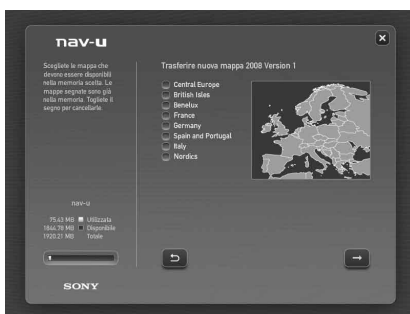 nav-u
Scegliete le mappa che
devono essere disponibili
nella memoria scelta. Le
mappe segnate sono già
nella memoria. Togliete il
segno per cancellarle.
nav-u
75.43 MB Utilizzala
1844.78 MB Disponibile
1920.21 MB Totale
SONY
Trasferire nuova mappa 2008 Version 1
Central Europe
British Isles
Benelux
France
Germany
Spain and Portugal
Italy
Nordics